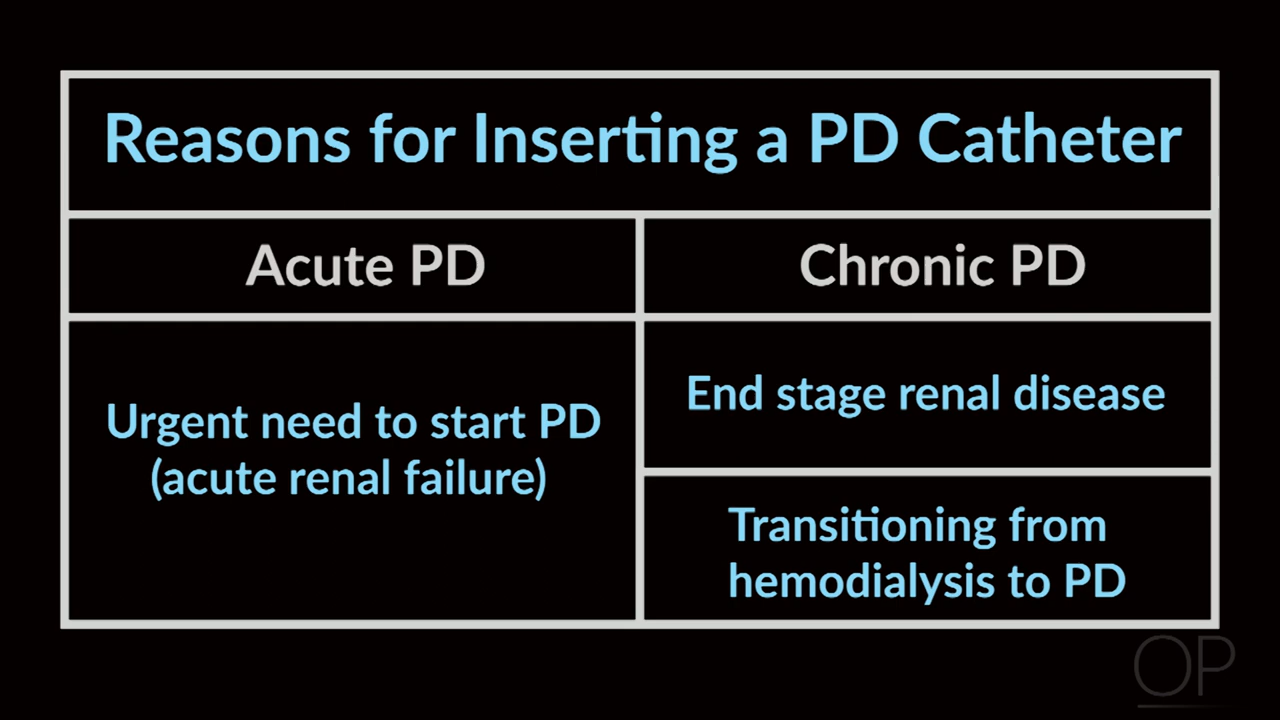 Reasons for Inserting a PD Catheter
Acute PD
Chronic PD
Urgent need to start PD
(acute renal failure)
End stage renal disease
Transitioning from
hemodialysis to PD
OP